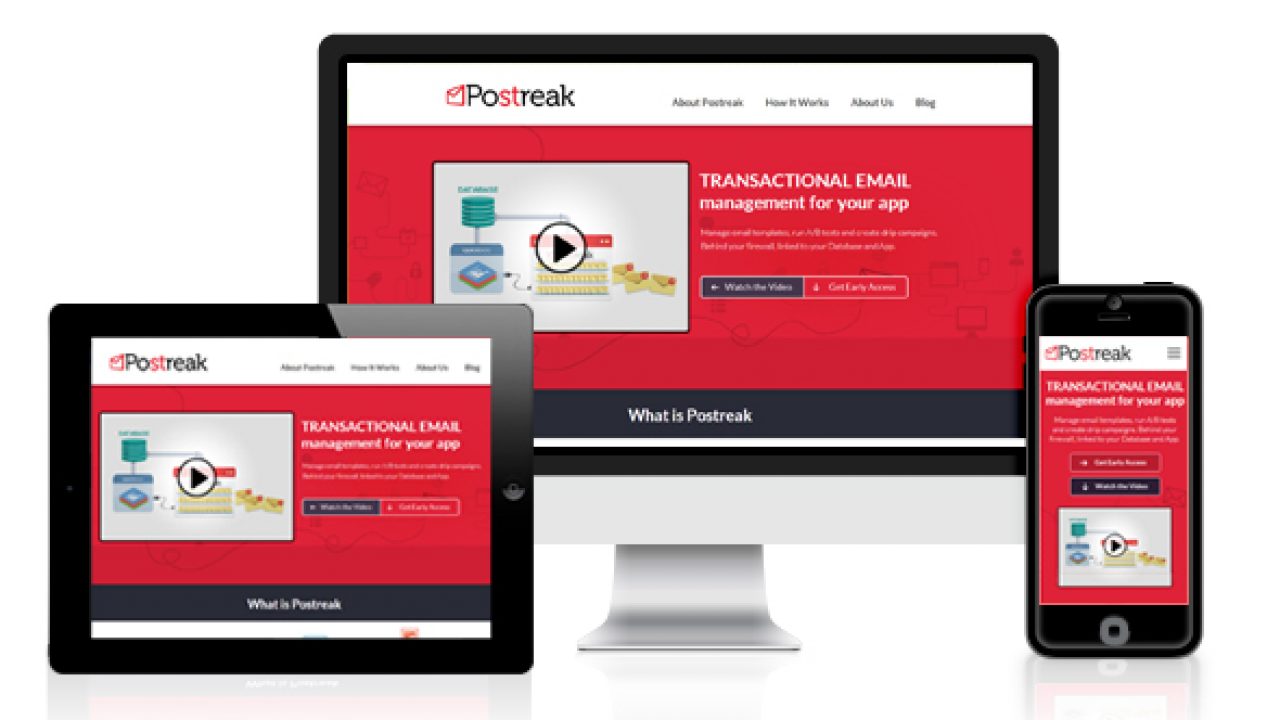 Postreak
About Postreak How It Works About Us Blog
DATABASE
TRANSACTIONAL EMAIL
management for your app
Manage email templates, run A/B tests and create drip campaigns.
Behind your firewall, linked to your Database and App.
Watch the Video Get Early Access
What is Postreak
Postreak
About Postreak How It Works About Us Blog
DATABASE
TRANSACTIONAL EMAIL
management for your app
Manage email templates, run A/B tests and create drip campaigns.
Behind your firewall, linked to your Database and App.
Watch the Video Get Early Access
What is Postreak
Postreak
TRANSACTIONAL EMAIL
management for your app
Manage email templates, run A/B tests
and create drip campaigns. Behind your
firewall, linked to your Database and App.
Get Early Access
Watch the Video